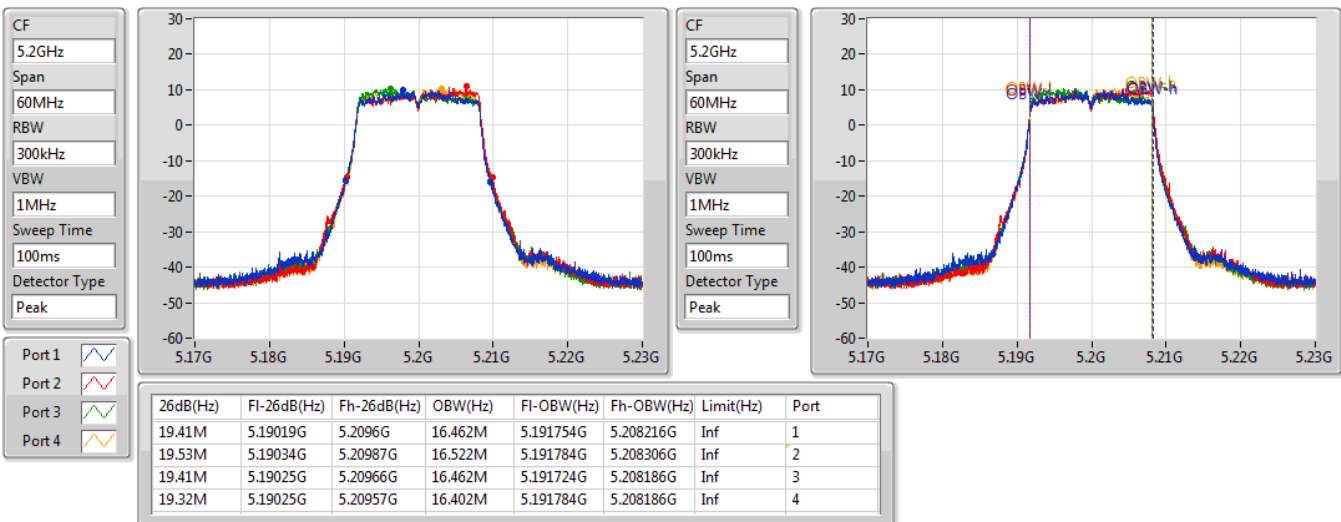 CF
5.2GHz
Span
60MHz
RBW
300kHz
VBW
1MHz
Sweep Time
100ms
Detector Type
Peak
30
20
10
0
-10
-20
-30
-40
-50
-60
5.17G 5.18G 5.19G 5.2G 5.21G 5.22G 5.23G
CF
5.2GHz
Span
60MHz
RBW
300kHz
VBW
1MHz
Sweep Time
100ms
Detector Type
Peak
30
20
10
0
-10
-20
-30
-40
-50
-60
OBW-l OBW-h
5.17G 5.18G 5.19G 5.2G 5.21G 5.22G 5.23G
Port 1
Port 2
Port 3
Port 4
26dB(Hz) Fl-26dB(Hz) Fh-26dB(Hz) OBW(Hz) Fl-OBW(Hz) Fh-OBW(Hz) Limit(Hz) Port
19.41M 5.19019G 5.2096G 16.462M 5.191754G 5.208216G Inf 1
19.53M 5.19034G 5.20987G 16.522M 5.191784G 5.208306G Inf 2
19.41M 5.19025G 5.20966G 16.462M 5.191724G 5.208186G Inf 3
19.32M 5.19025G 5.20957G 16.402M 5.191784G 5.208186G Inf 4